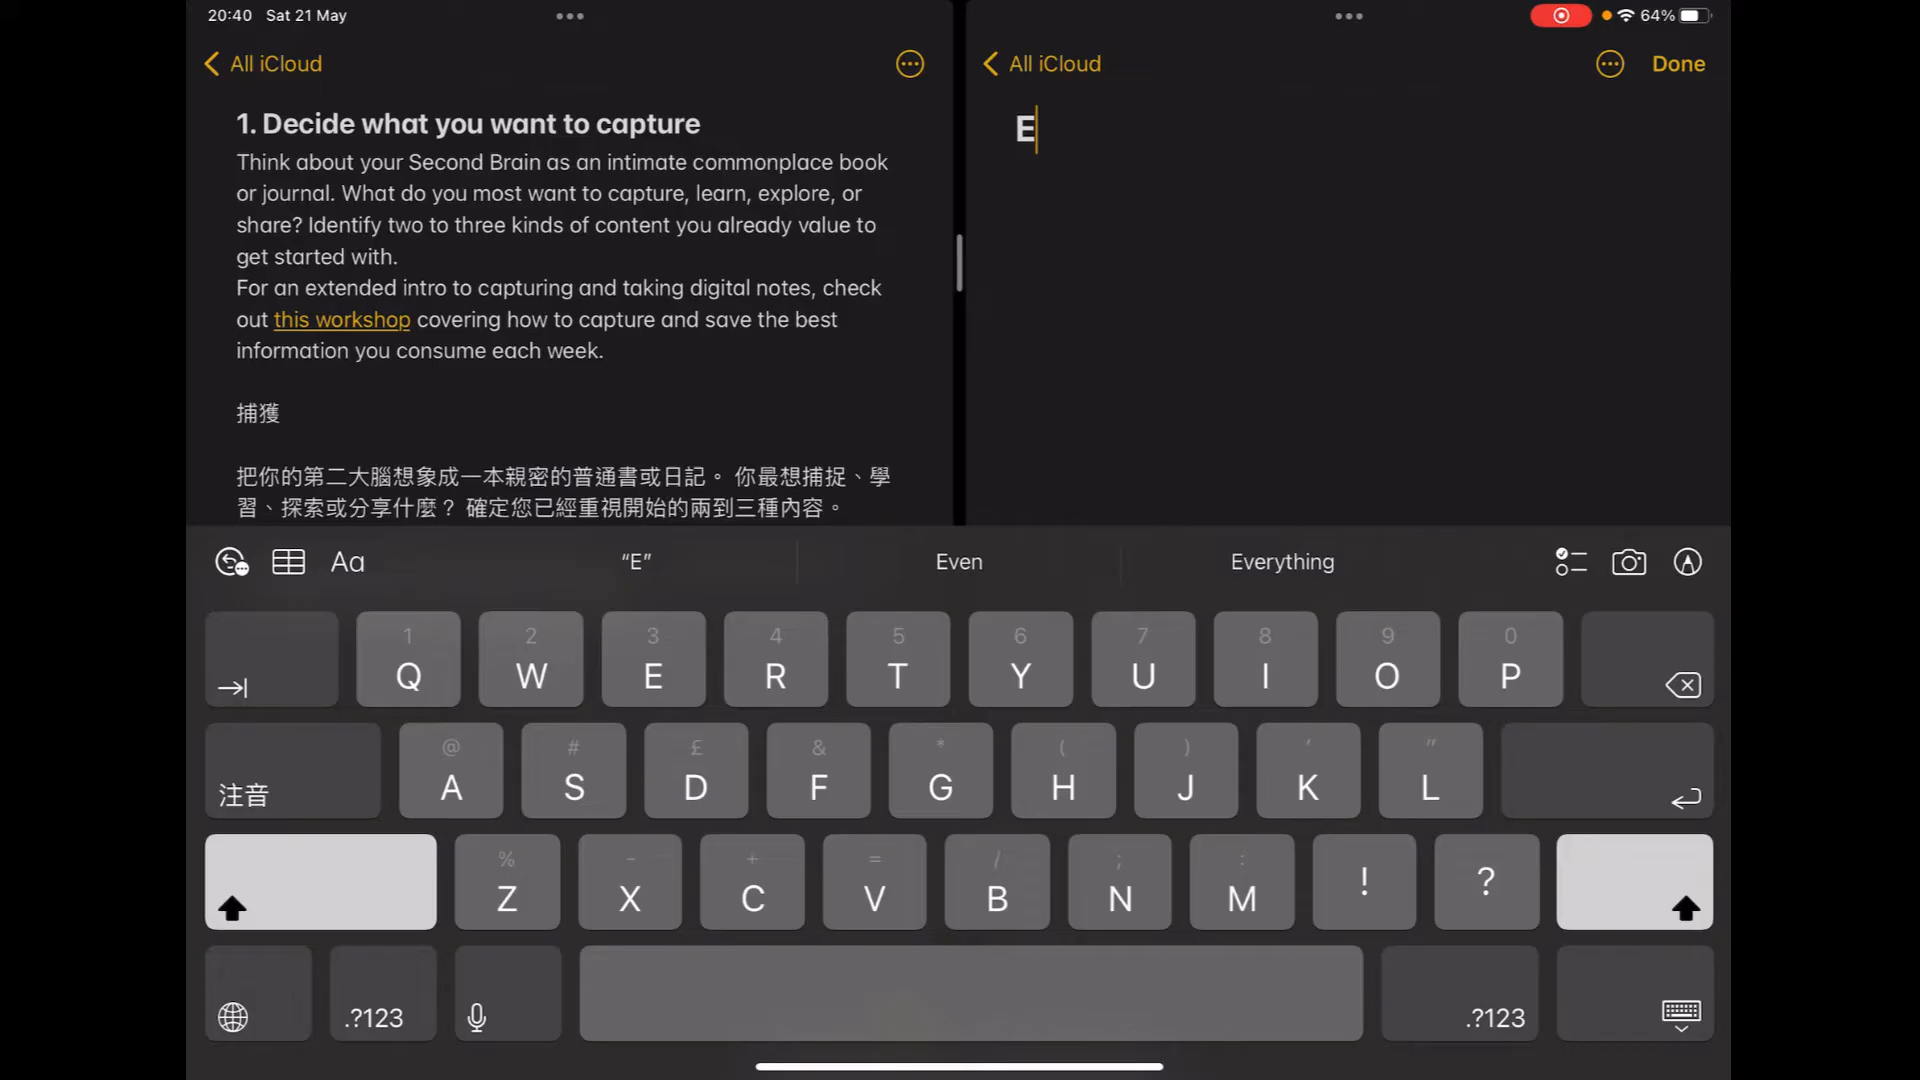 20:40 Sat 21 May
64%
All iCloud
1. Decide what you want to capture
Think about your Second Brain as an intimate commonplace book
or journal. What do you most want to capture, learn, explore, or
share? Identify two to three kinds of content you already value to
get started with.
For an extended intro to capturing and taking digital notes, check
out this workshop covering how to capture and save the best
information you consume each week.
捕獲
把你的第二大腦想象成一本親密的普通書或日記。 你最想捕捉、學
習、探索或分享什麼？ 確定您已經重視開始的兩到三種內容。
All iCloud
Done
E
Aa
“E”
Even
Everything
1 2 3 4 5 6 7 8 9 0
Q W E R T Y U I O P
@ # £ & * ( ) ' "
注音 A S D F G H J K L
% - + = / ; :
Z X C V B N M ! ?
.?123 .?123